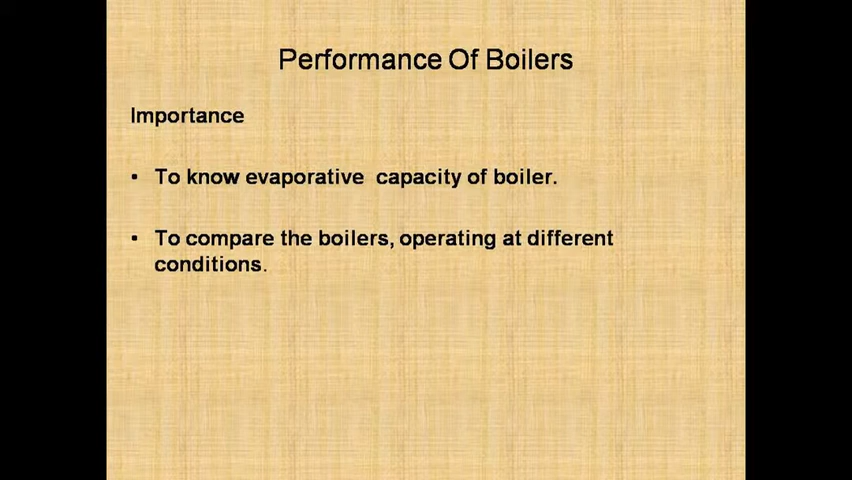 Performance Of Boilers
Importance
• To know evaporative capacity of boiler.
• To compare the boilers, operating at different
conditions.